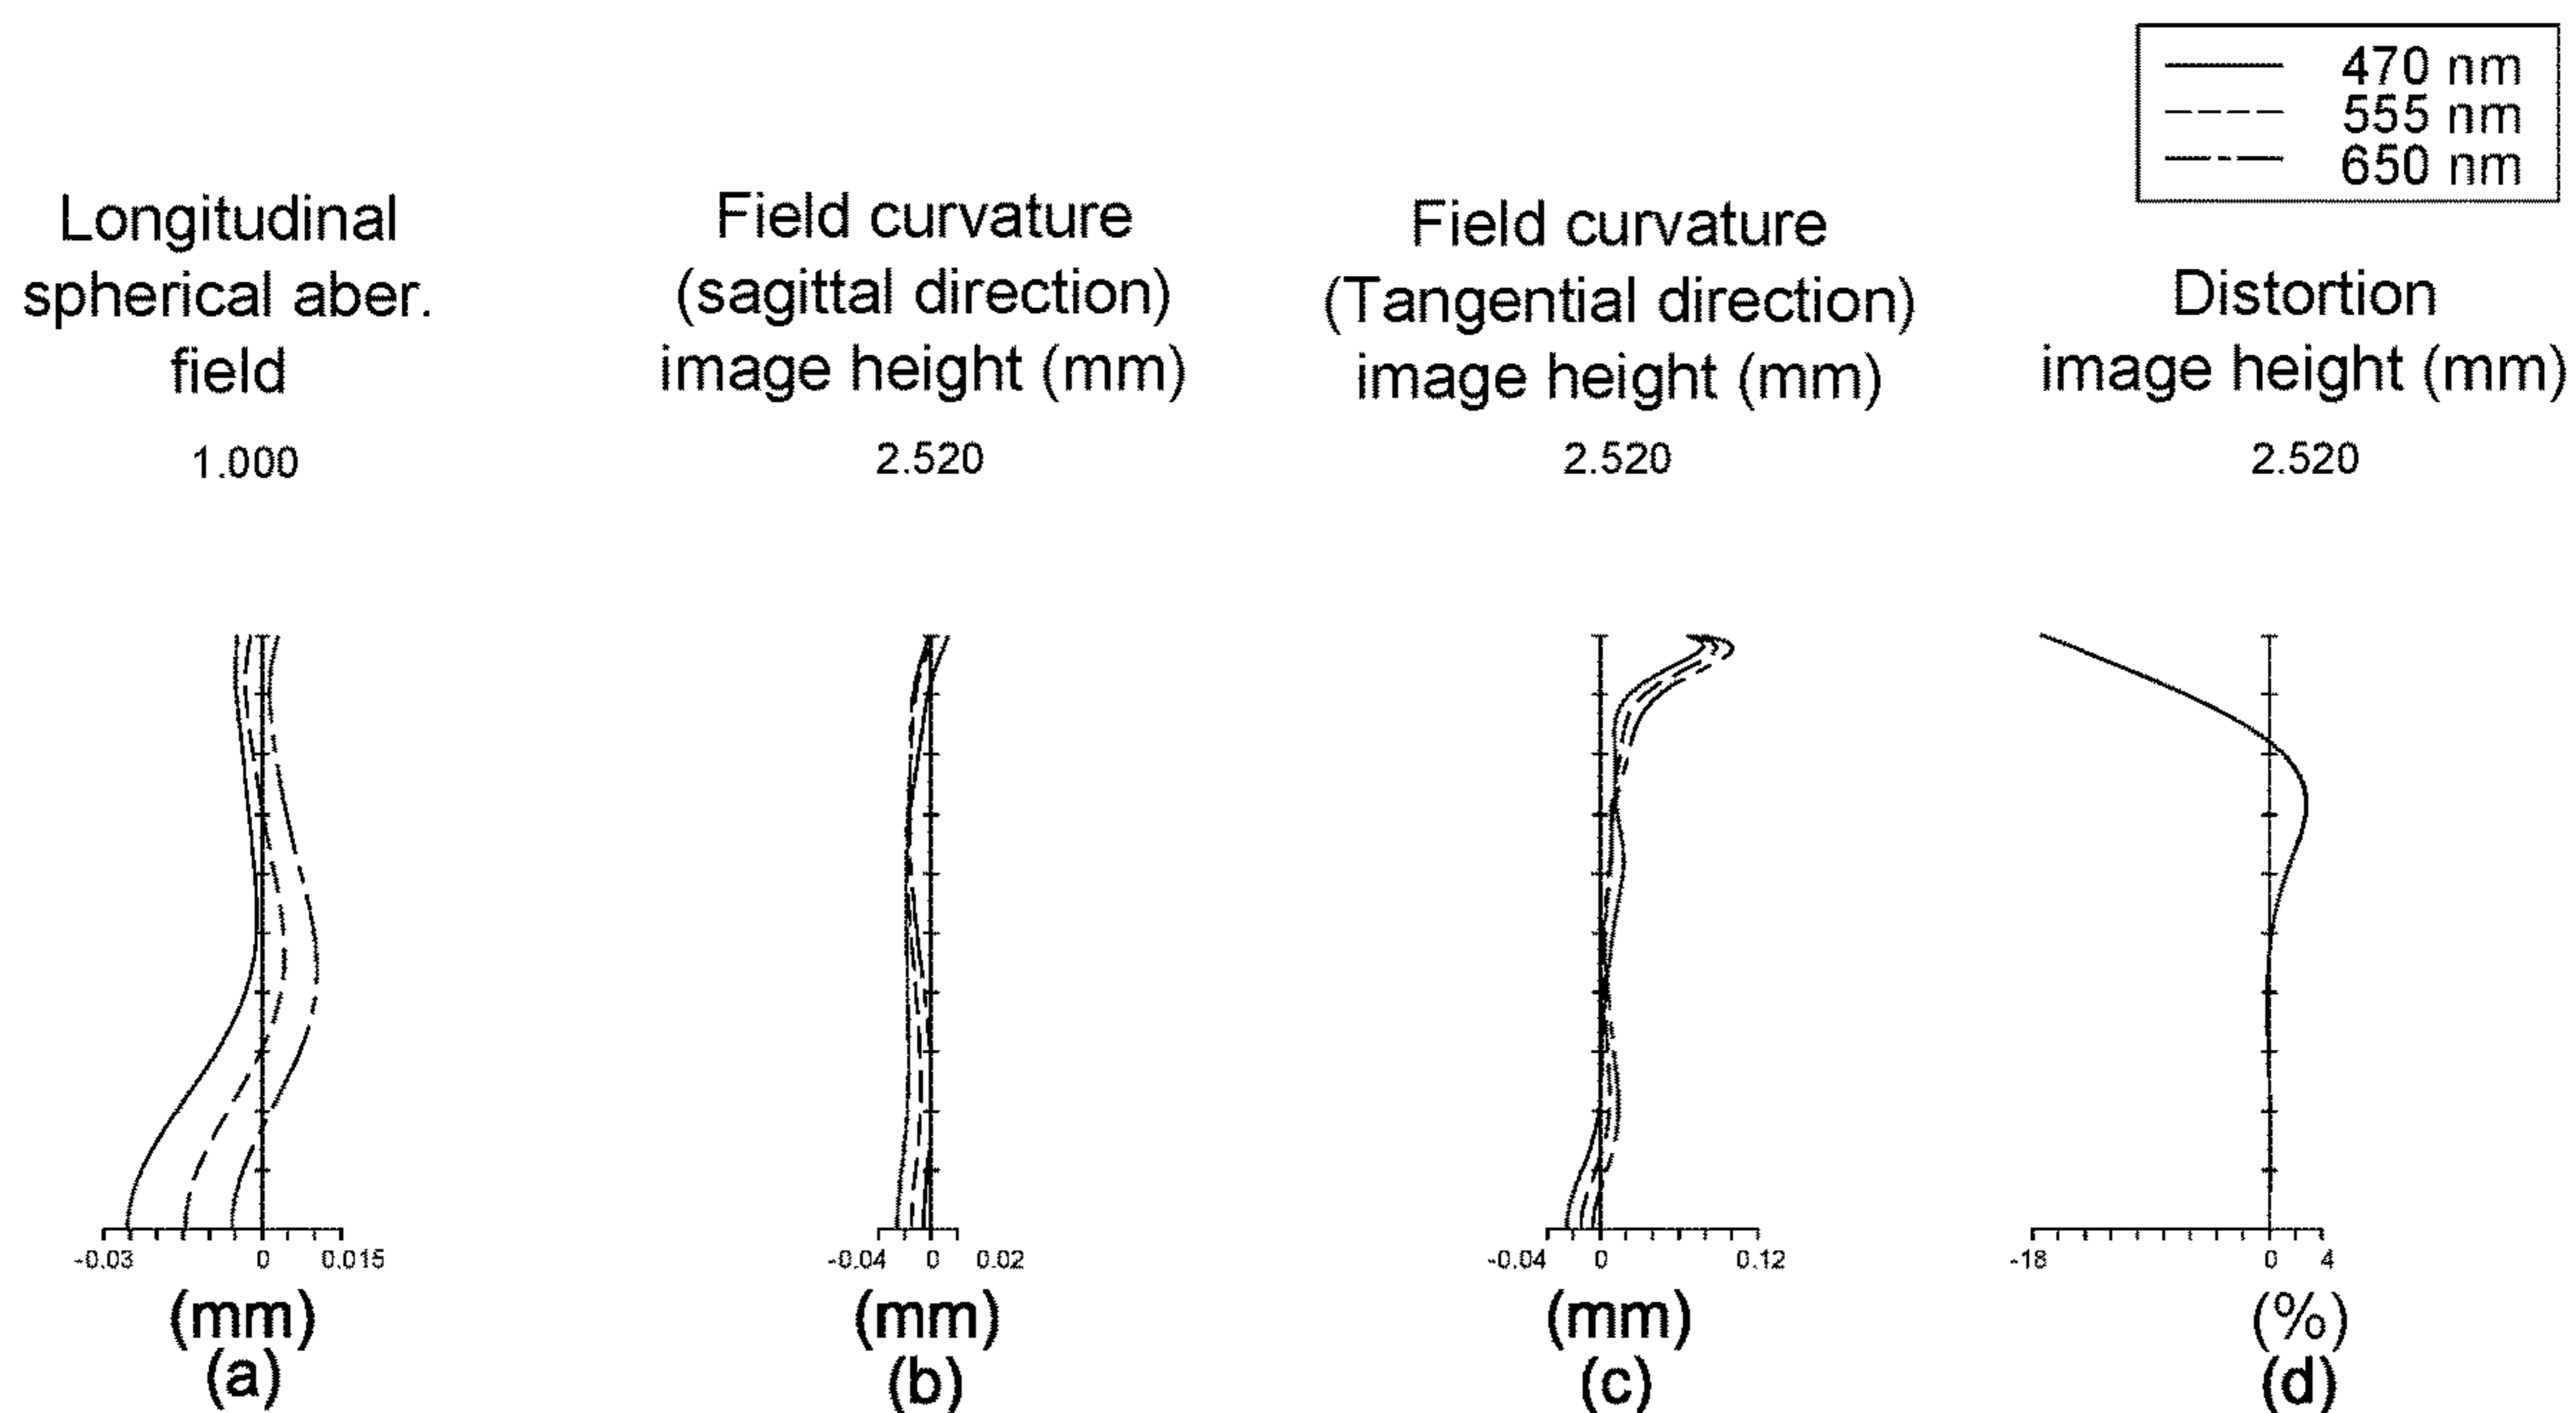 470 nm
555 nm
650 nm
Longitudinal
spherical aber.
field
1.000
-0.03 0 0.015
(mm)
(a)
Field curvature
(sagittal direction)
image height (mm)
2.520
-0.04 0 0.02
(mm)
(b)
Field curvature
(Tangential direction)
image height (mm)
2.520
-0.04 0 0.12
(mm)
(c)
Distortion
image height (mm)
2.520
-18 0 4
(%)
(d)